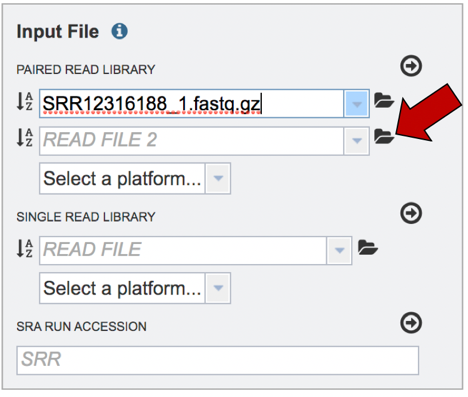 Input File
PAIRED READ LIBRARY
SRR12316188_1.fastq.gz
READ FILE 2
Select a platform...
SINGLE READ LIBRARY
READ FILE
Select a platform...
SRA RUN ACCESSION
SRR